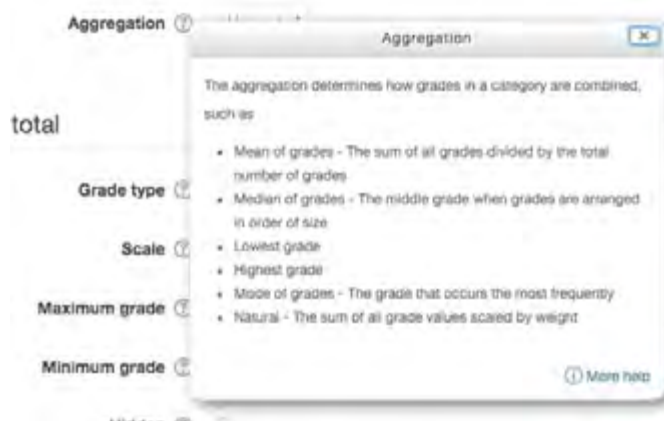 Aggregation
Aggregation
The aggregation determines how grades in a category are combined,
such as
total
• Mean of grades - The sum of all grades divided by the total
number of grades
Grade type
• Median of grades - The middle grade when grades are arranged
in order of size
Scale
• Lowest grade
• Highest grade
Maximum grade
• Mode of grades - The grade that occurs the most frequently
• Natural - The sum of all grade values scaled by weight
Minimum grade
More help